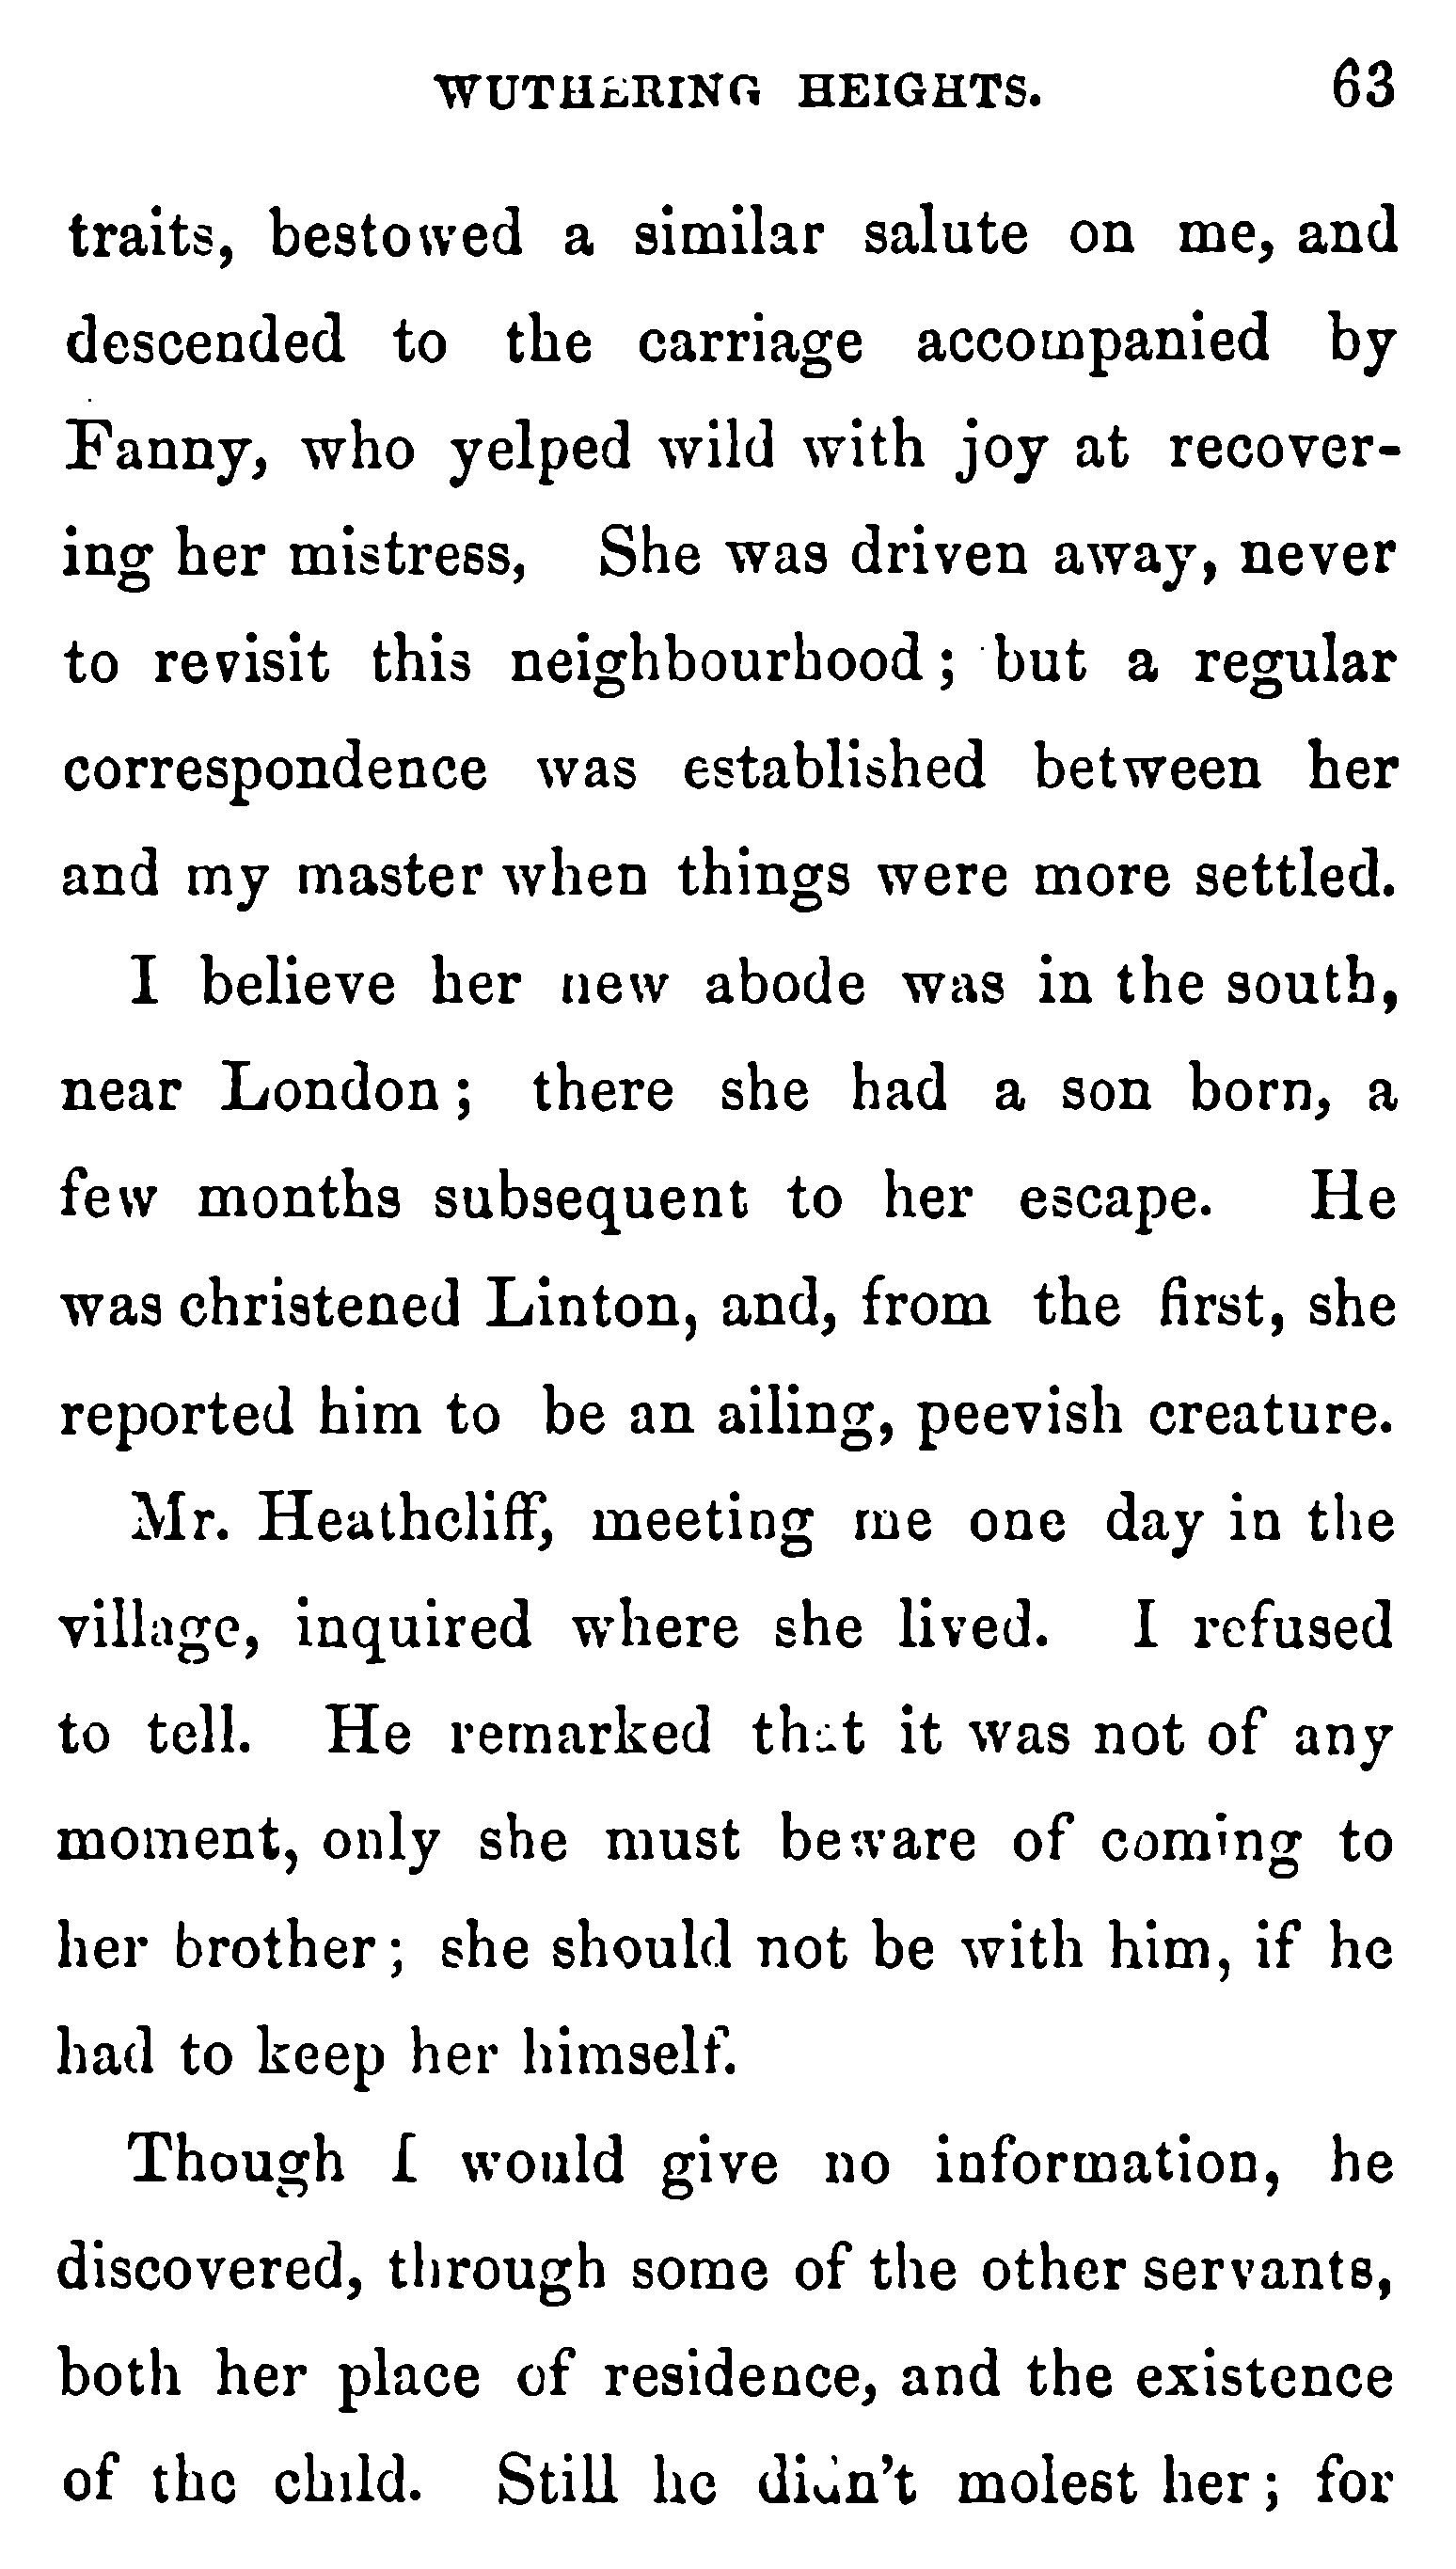 WUTHERING HEIGHTS. 63
traits, bestowed a similar salute on me, and
descended to the carriage accompanied by
Fanny, who yelped wild with joy at recover-
ing her mistress, She was driven away, never
to revisit this neighbourhood; but a regular
correspondence was established between her
and my master when things were more settled.
I believe her new abode was in the south,
near London; there she had a son born, a
few months subsequent to her escape. He
was christened Linton, and, from the first, she
reported him to be an ailing, peevish creature.
Mr. Heathcliff, meeting me one day in the
village, inquired where she lived. I refused
to tell. He remarked that it was not of any
moment, only she must beware of coming to
her brother; she should not be with him, if he
had to keep her himself.
Though I would give no information, he
discovered, through some of the other servants,
both her place of residence, and the existence
of the child. Still he didn't molest her; for